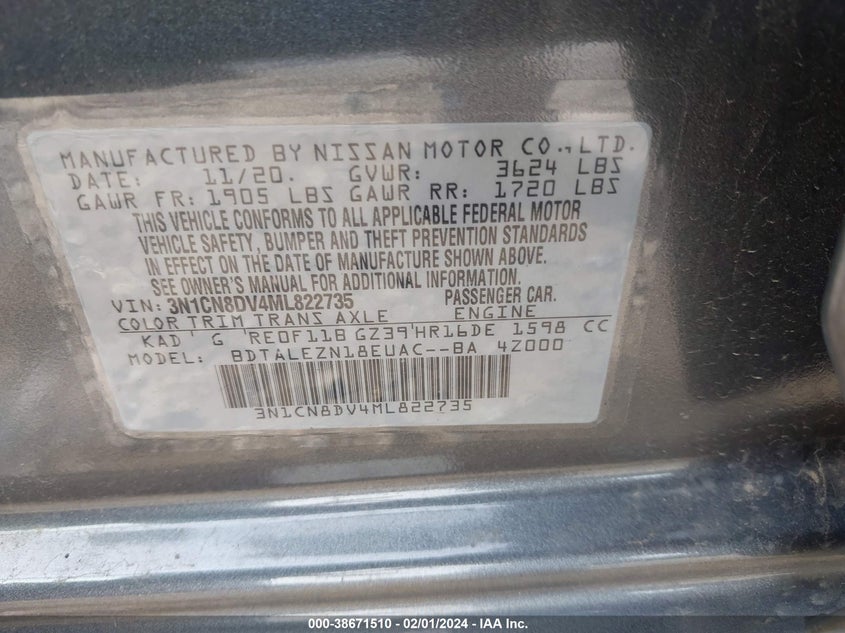 MANUFACTURED BY NISSAN MOTOR CO., LTD.
DATE: 11/20. GVWR: 3624 LBS
GAWR FR: 1905 LBS GAWR RR: 1720 LBS
THIS VEHICLE CONFORMS TO ALL APPLICABLE FEDERAL MOTOR
VEHICLE SAFETY, BUMPER AND THEFT PREVENTION STANDARDS
IN EFFECT ON THE DATE OF MANUFACTURE SHOWN ABOVE.
SEE OWNER'S MANUAL FOR ADDITIONAL INFORMATION.
VIN: 3N1CN8DV4ML822735 PASSENGER CAR.
COLOR TRIM TRANS AXLE ENGINE
KAD G RE0F11B GZ39 HR16DE 1598 CC
MODEL: BDTALEZN18EUAC--BA 4Z000
3N1CN8DV4ML822735
000-38671510 - 02/01/2024 - IAA Inc.